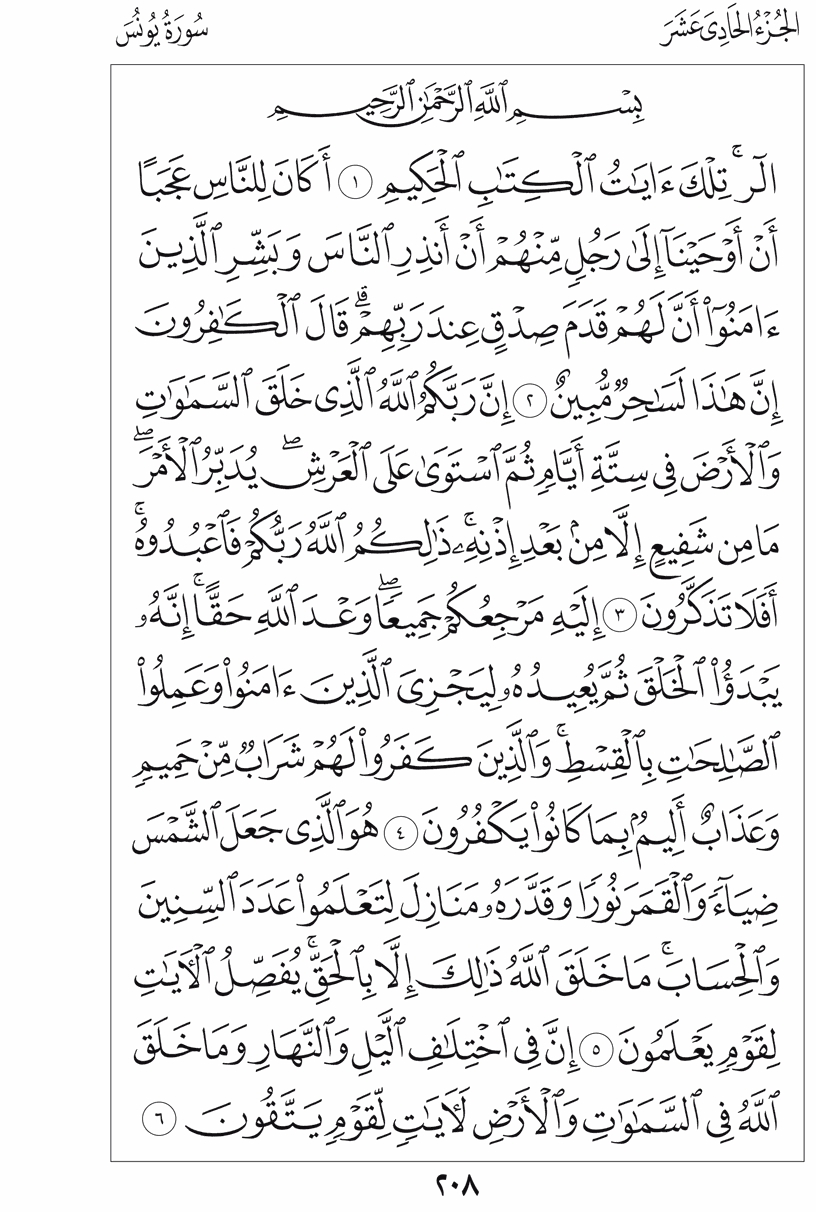 الجُزْءُ الحَادِىَ عَشَرَ
سُورَةُ يُونُسَ
بِسْمِ ٱللَّهِ ٱلرَّحْمَٰنِ ٱلرَّحِيمِ
الٓرۚ تِلْكَ ءَايَٰتُ ٱلْكِتَٰبِ ٱلْحَكِيمِ ١ أَكَانَ لِلنَّاسِ عَجَبًا
أَنْ أَوْحَيْنَآ إِلَىٰ رَجُلٍ مِّنْهُمْ أَنْ أَنذِرِ ٱلنَّاسَ وَبَشِّرِ ٱلَّذِينَ
ءَامَنُوٓا۟ أَنَّ لَهُمْ قَدَمَ صِدْقٍ عِندَ رَبِّهِمْۗ قَالَ ٱلْكَٰفِرُونَ
إِنَّ هَٰذَا لَسَٰحِرٌ مُّبِينٌ ٢ إِنَّ رَبَّكُمُ ٱللَّهُ ٱلَّذِى خَلَقَ ٱلسَّمَٰوَٰتِ
وَٱلْأَرْضَ فِى سِتَّةِ أَيَّامٍ ثُمَّ ٱسْتَوَىٰ عَلَى ٱلْعَرْشِۖ يُدَبِّرُ ٱلْأَمْرَۖ
مَا مِن شَفِيعٍ إِلَّا مِنۢ بَعْدِ إِذْنِهِۦۚ ذَٰلِكُمُ ٱللَّهُ رَبُّكُمْ فَٱعْبُدُوهُۚ
أَفَلَا تَذَكَّرُونَ ٣ إِلَيْهِ مَرْجِعُكُمْ جَمِيعًاۖ وَعْدَ ٱللَّهِ حَقًّاۚ إِنَّهُۥ
يَبْدَؤُا۟ ٱلْخَلْقَ ثُمَّ يُعِيدُهُۥ لِيَجْزِىَ ٱلَّذِينَ ءَامَنُوا۟ وَعَمِلُوا۟
ٱلصَّٰلِحَٰتِ بِٱلْقِسْطِۚ وَٱلَّذِينَ كَفَرُوا۟ لَهُمْ شَرَابٌ مِّنْ حَمِيمٍ
وَعَذَابٌ أَلِيمٌۢ بِمَا كَانُوا۟ يَكْفُرُونَ ٤ هُوَ ٱلَّذِى جَعَلَ ٱلشَّمْسَ
ضِيَآءً وَٱلْقَمَرَ نُورًا وَقَدَّرَهُۥ مَنَازِلَ لِتَعْلَمُوا۟ عَدَدَ ٱلسِّنِينَ
وَٱلْحِسَابَۚ مَا خَلَقَ ٱللَّهُ ذَٰلِكَ إِلَّا بِٱلْحَقِّۚ يُفَصِّلُ ٱلْءَايَٰتِ
لِقَوْمٍ يَعْلَمُونَ ٥ إِنَّ فِى ٱخْتِلَٰفِ ٱلَّيْلِ وَٱلنَّهَارِ وَمَا خَلَقَ
ٱللَّهُ فِى ٱلسَّمَٰوَٰتِ وَٱلْأَرْضِ لَءَايَٰتٍ لِّقَوْمٍ يَتَّقُونَ ٦
٢٠٨